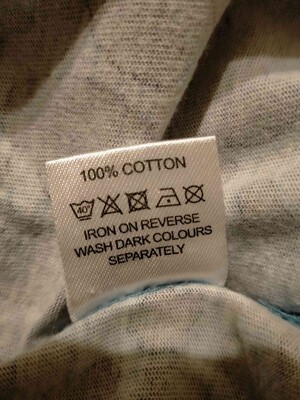 100% COTTON
40°
IRON ON REVERSE
WASH DARK COLOURS
SEPARATELY